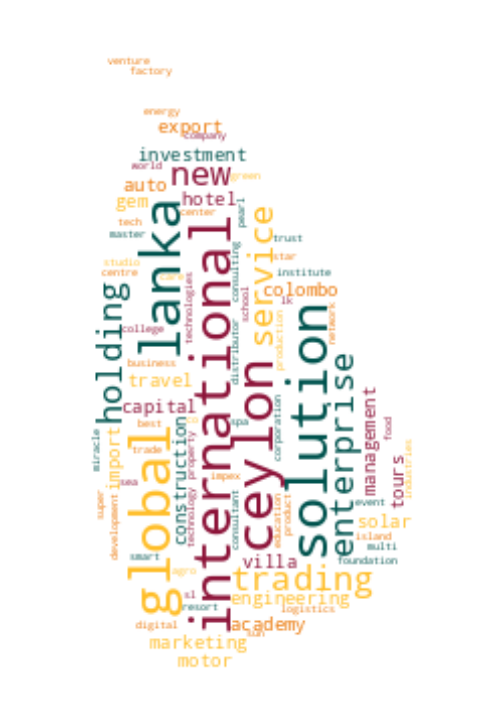 venture
factory
energy
export
company
investment
world
new
green
auto
gem
hotel
center
pearl
tech
master
lanka
international
service
trust
consulting
star
studio
centre
care
institute
technologies
colombo
lk
school
holding
college
distributor
production
network
solution
business
travel
ceylon
enterprise
capital
best
spa
corporation
management
food
miracle
import
trade
global
construction
property
impex
tours
industries
sea
super
development
technology
consultant
education
product
event
solar
island
multi
smart
villa
foundation
agro
trading
sl
resort
engineering
logistics
digital
academy
sun
marketing
motor